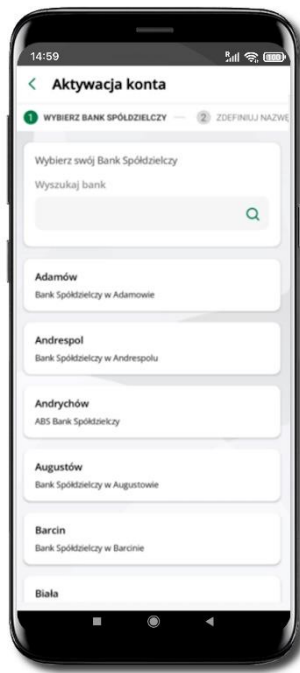 14:59
Aktywacja konta
1 WYBIERZ BANK SPÓŁDZIELCZY 2 ZDEFINIUJ NAZWĘ
Wybierz swój Bank Spółdzielczy
Wyszukaj bank
Adamów
Bank Spółdzielczy w Adamowie
Andrespol
Bank Spółdzielczy w Andrespolu
Andrychów
ABS Bank Spółdzielczy
Augustów
Bank Spółdzielczy w Augustowie
Barcin
Bank Spółdzielczy w Barcinie
Biała